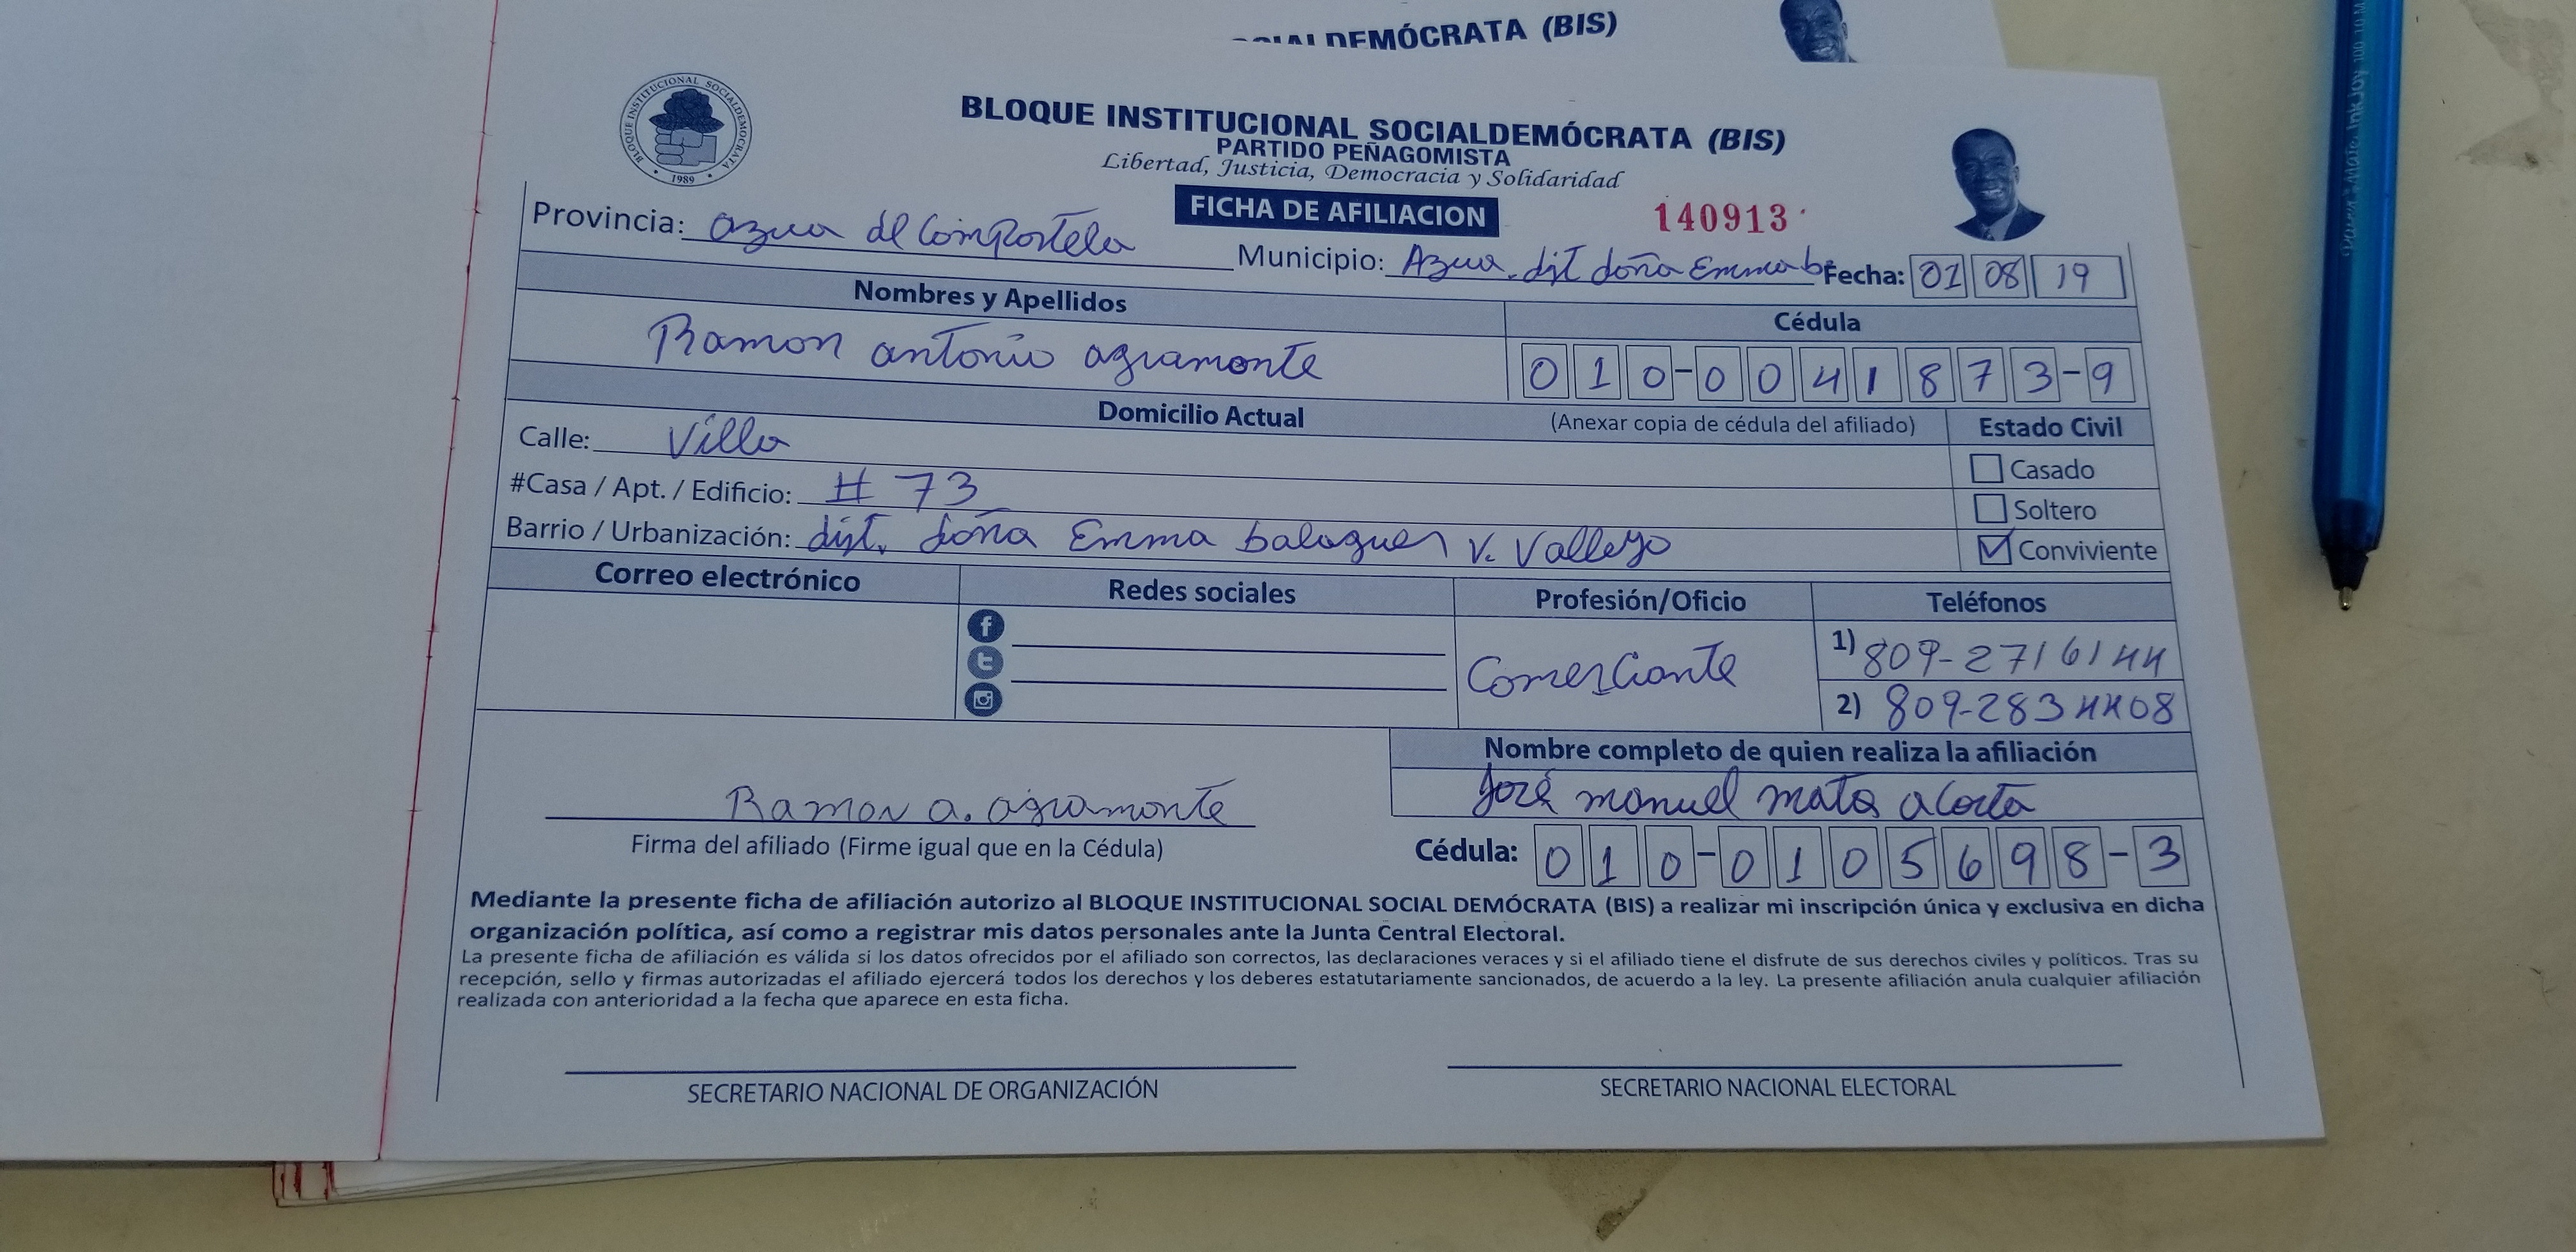 SOCIALDEMÓCRATA (BIS)
BLOQUE INSTITUCIONAL SOCIALDEMOCRATA
1989
BLOQUE INSTITUCIONAL SOCIALDEMÓCRATA (BIS)
PARTIDO PEÑAGOMISTA
Libertad, Justicia, Democracia y Solidaridad
FICHA DE AFILIACION
140913
Provincia: azua de Compostela
Municipio: Azua. dist doña Emma b. Fecha: 01 08 19
Nombres y Apellidos
Cédula
Ramon antonio agramonte
010-0041873-9
Domicilio Actual
(Anexar copia de cédula del afiliado)
Estado Civil
Calle: Villa
Casado
#Casa / Apt. / Edificio: # 73
Soltero
Barrio / Urbanización: dist. doña Emma balaguer V. Vallejo
Conviviente
Correo electrónico
Redes sociales
Profesión/Oficio
Teléfonos
Comerciante
1) 809-2716144
2) 809-2834408
Nombre completo de quien realiza la afiliación
José manuel mata acosta
Ramon a. agramonte
Firma del afiliado (Firme igual que en la Cédula)
Cédula: 010-0105698-3
Mediante la presente ficha de afiliación autorizo al BLOQUE INSTITUCIONAL SOCIAL DEMÓCRATA (BIS) a realizar mi inscripción única y exclusiva en dicha
organización política, así como a registrar mis datos personales ante la Junta Central Electoral.
La presente ficha de afiliación es válida si los datos ofrecidos por el afiliado son correctos, las declaraciones veraces y si el afiliado tiene el disfrute de sus derechos civiles y políticos. Tras su
recepción, sello y firmas autorizadas el afiliado ejercerá todos los derechos y los deberes estatutariamente sancionados, de acuerdo a la ley. La presente afiliación anula cualquier afiliación
realizada con anterioridad a la fecha que aparece en esta ficha.
SECRETARIO NACIONAL DE ORGANIZACIÓN
SECRETARIO NACIONAL ELECTORAL
Paper Mate InkJoy 100 1.0 M